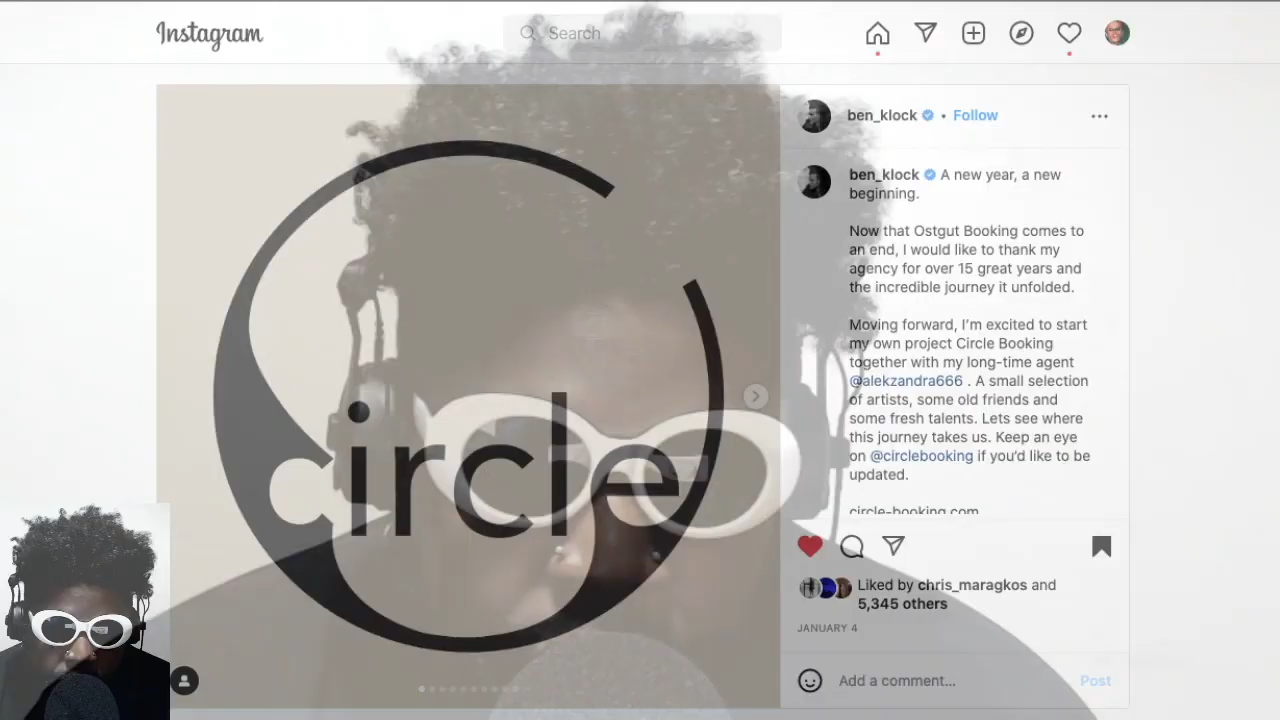 Instagram
Search
circle
ben_klock • Follow
ben_klock A new year, a new
beginning.
Now that Ostgut Booking comes to
an end, I would like to thank my
agency for over 15 great years and
the incredible journey it unfolded.
Moving forward, I'm excited to start
my own project Circle Booking
together with my long-time agent
@alekzandra666 . A small selection
of artists, some old friends and
some fresh talents. Lets see where
this journey takes us. Keep an eye
on @circlebooking if you'd like to be
updated.
circle-booking.com
Liked by chris_maragkos and
5,345 others
JANUARY 4
Add a comment...
Post